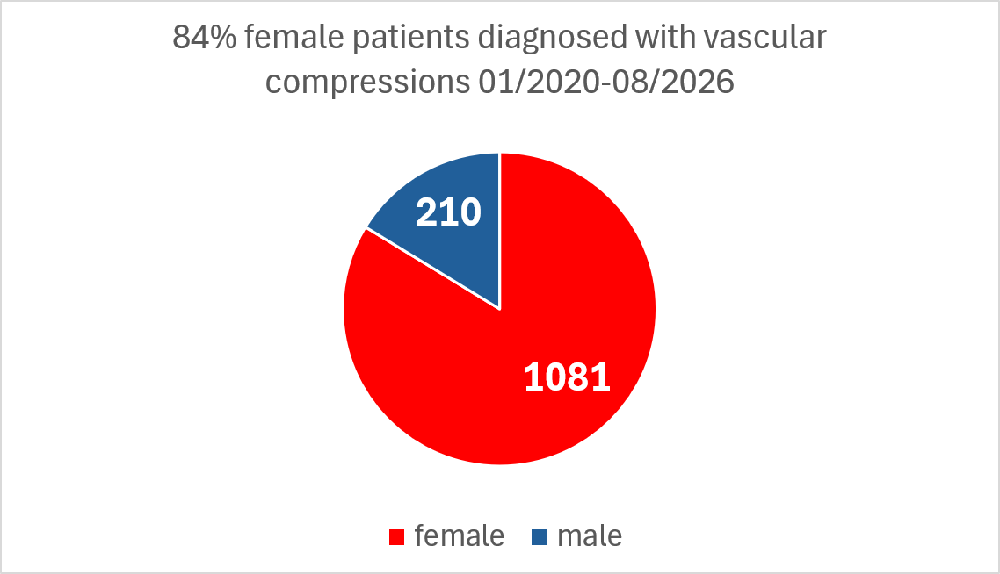 84% female patients diagnosed with vascular
compressions 01/2020-08/2026
210
1081
female male